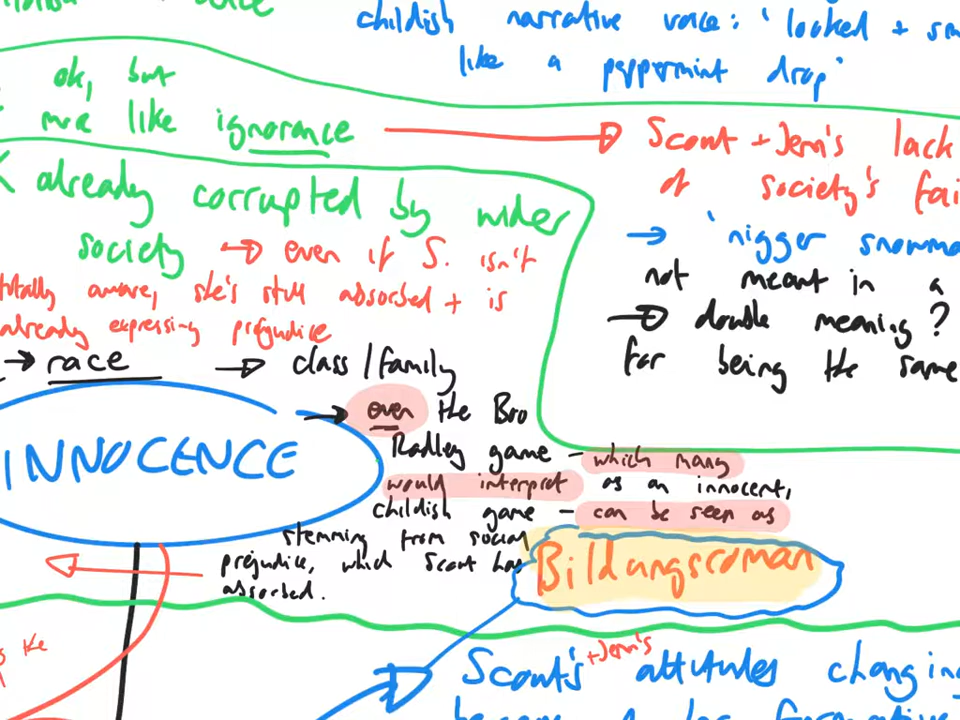 childish narrative voice: 'looked + sm
like a peppermint drop'
ok, but
more like ignorance
Scout + Jem's lack
of society's fai
already corrupted by wider
society → even if S. isn't
totally aware, she's still absorbed + is
already expressing prejudice
→ 'nigger snowma
not meant in a
→ double meaning?
for being the same
→ race → class/family
INNOCENCE
→ even the Boo
Radley game – which many
would interpret as an innocent,
childish game – can be seen as
stemming from social
prejudice, which Scout has
absorbed.
Bildungsroman
Scout's + Jem's attitudes changing